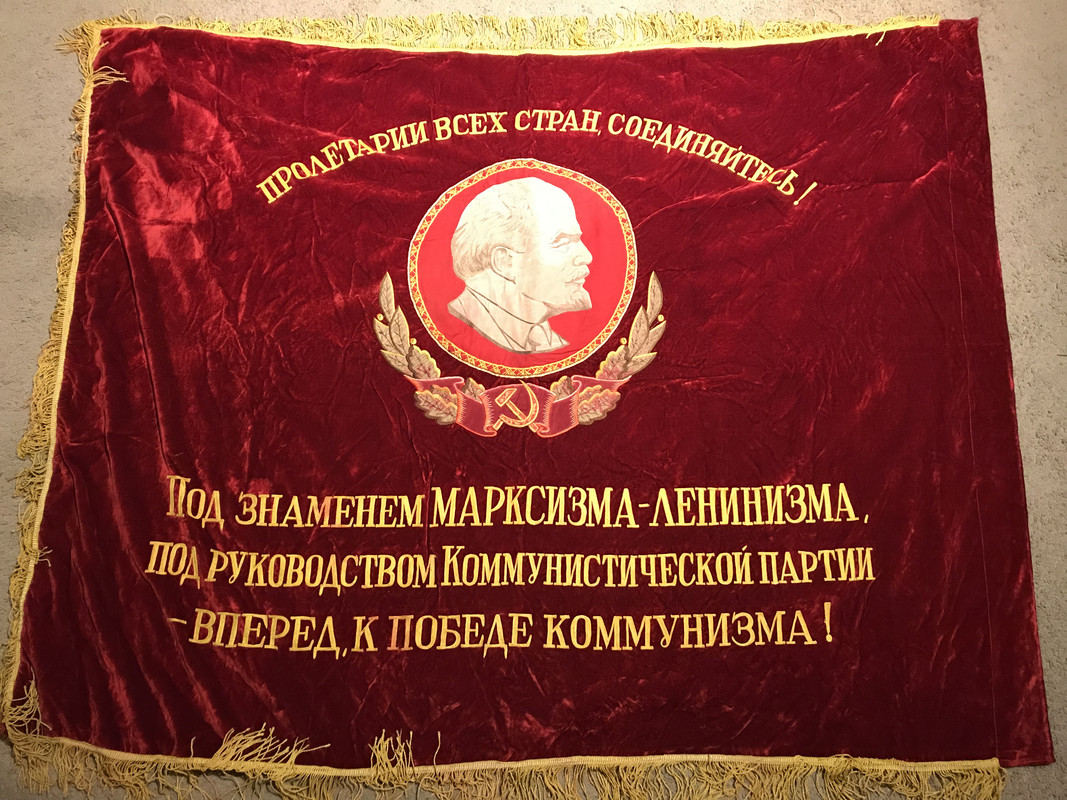 ПРОЛЕТАРИИ ВСЕХ СТРАН, СОЕДИНЯЙТЕСЬ!
ПОД ЗНАМЕНЕМ МАРКСИЗМА-ЛЕНИНИЗМА,
ПОД РУКОВОДСТВОМ КОММУНИСТИЧЕСКОЙ ПАРТИИ
– ВПЕРЕД, К ПОБЕДЕ КОММУНИЗМА!